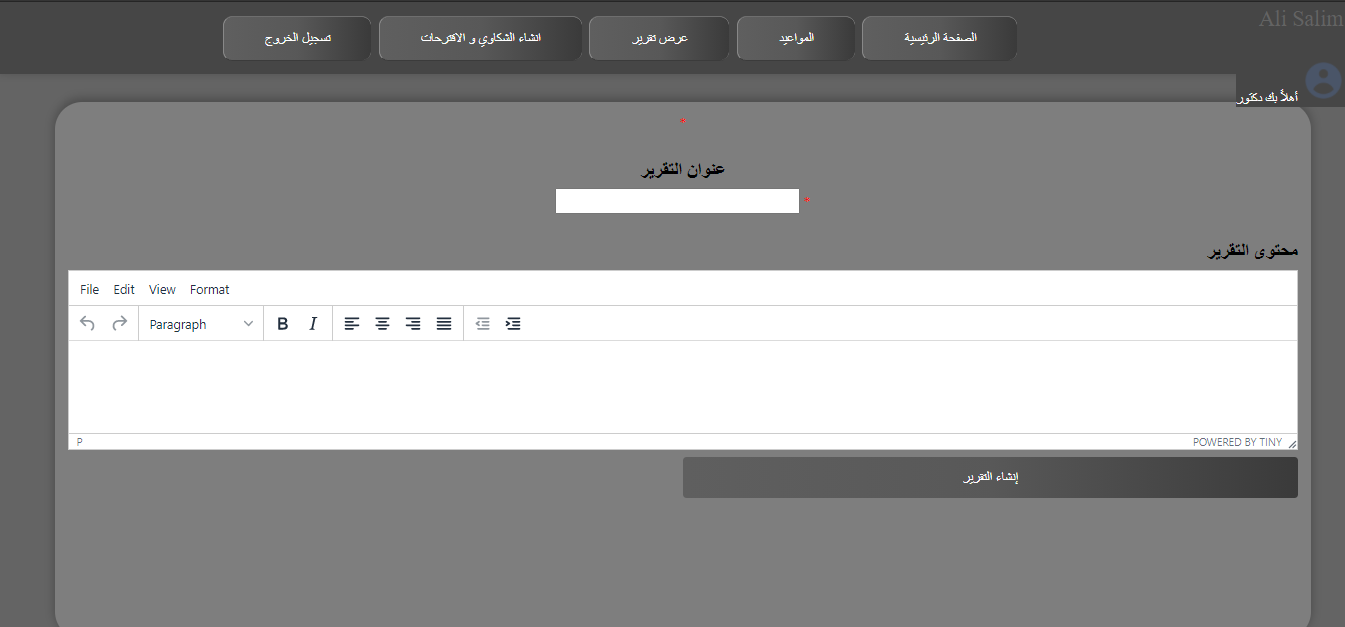 Ali Salim
الصفحة الرئيسية
المواعيد
عرض تقرير
انشاء الشكاوي و الاقترحات
تسجيل الخروج
أهلاً بك دكتور
*
عنوان التقرير
*
محتوى التقرير
File Edit View Format
Paragraph B I
P POWERED BY TINY
إنشاء التقرير